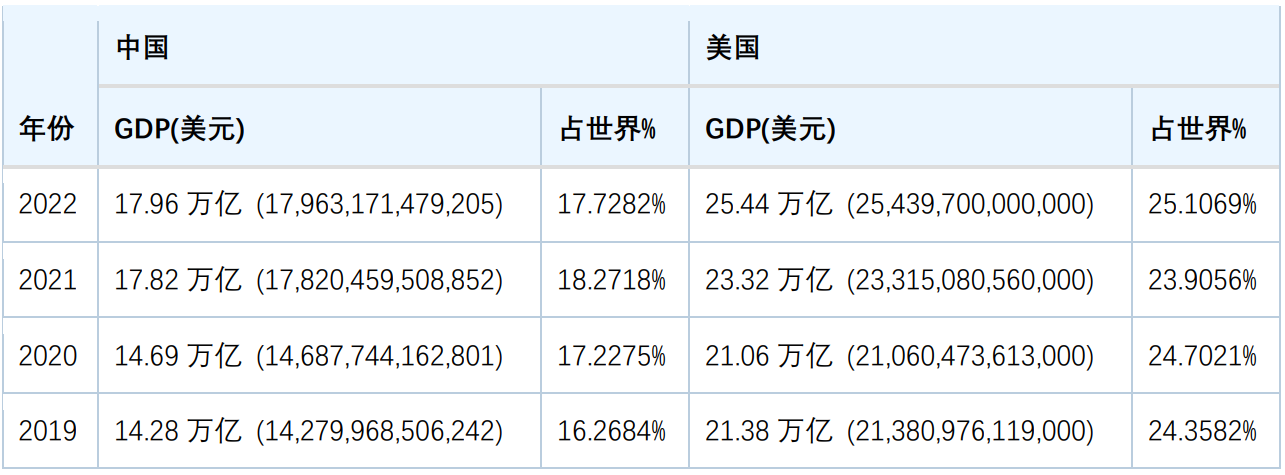 中国 美国
年份 GDP(美元) 占世界% GDP(美元) 占世界%
2022 17.96 万亿 (17,963,171,479,205) 17.7282% 25.44 万亿 (25,439,700,000,000) 25.1069%
2021 17.82 万亿 (17,820,459,508,852) 18.2718% 23.32 万亿 (23,315,080,560,000) 23.9056%
2020 14.69 万亿 (14,687,744,162,801) 17.2275% 21.06 万亿 (21,060,473,613,000) 24.7021%
2019 14.28 万亿 (14,279,968,506,242) 16.2684% 21.38 万亿 (21,380,976,119,000) 24.3582%